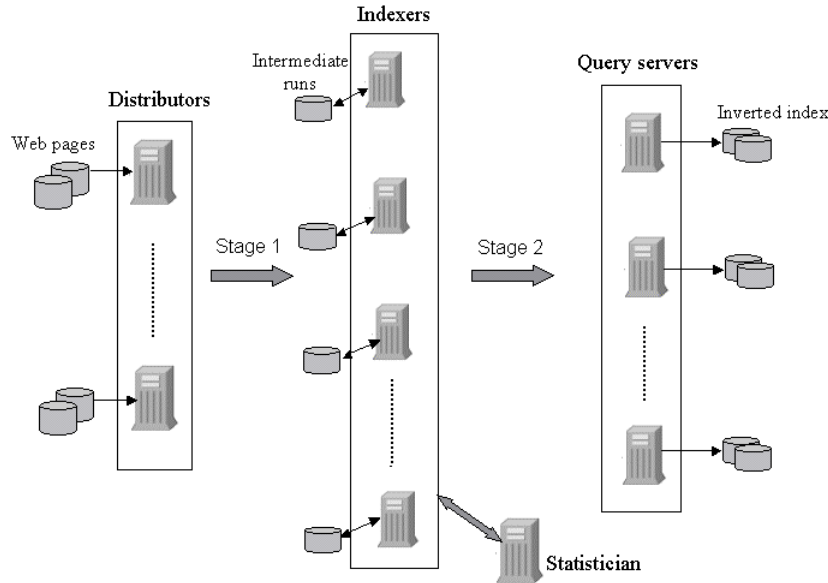 Indexers
Intermediate
runs
Query servers
Distributors
Inverted index
Web pages
Stage 1
Stage 2
Statistician